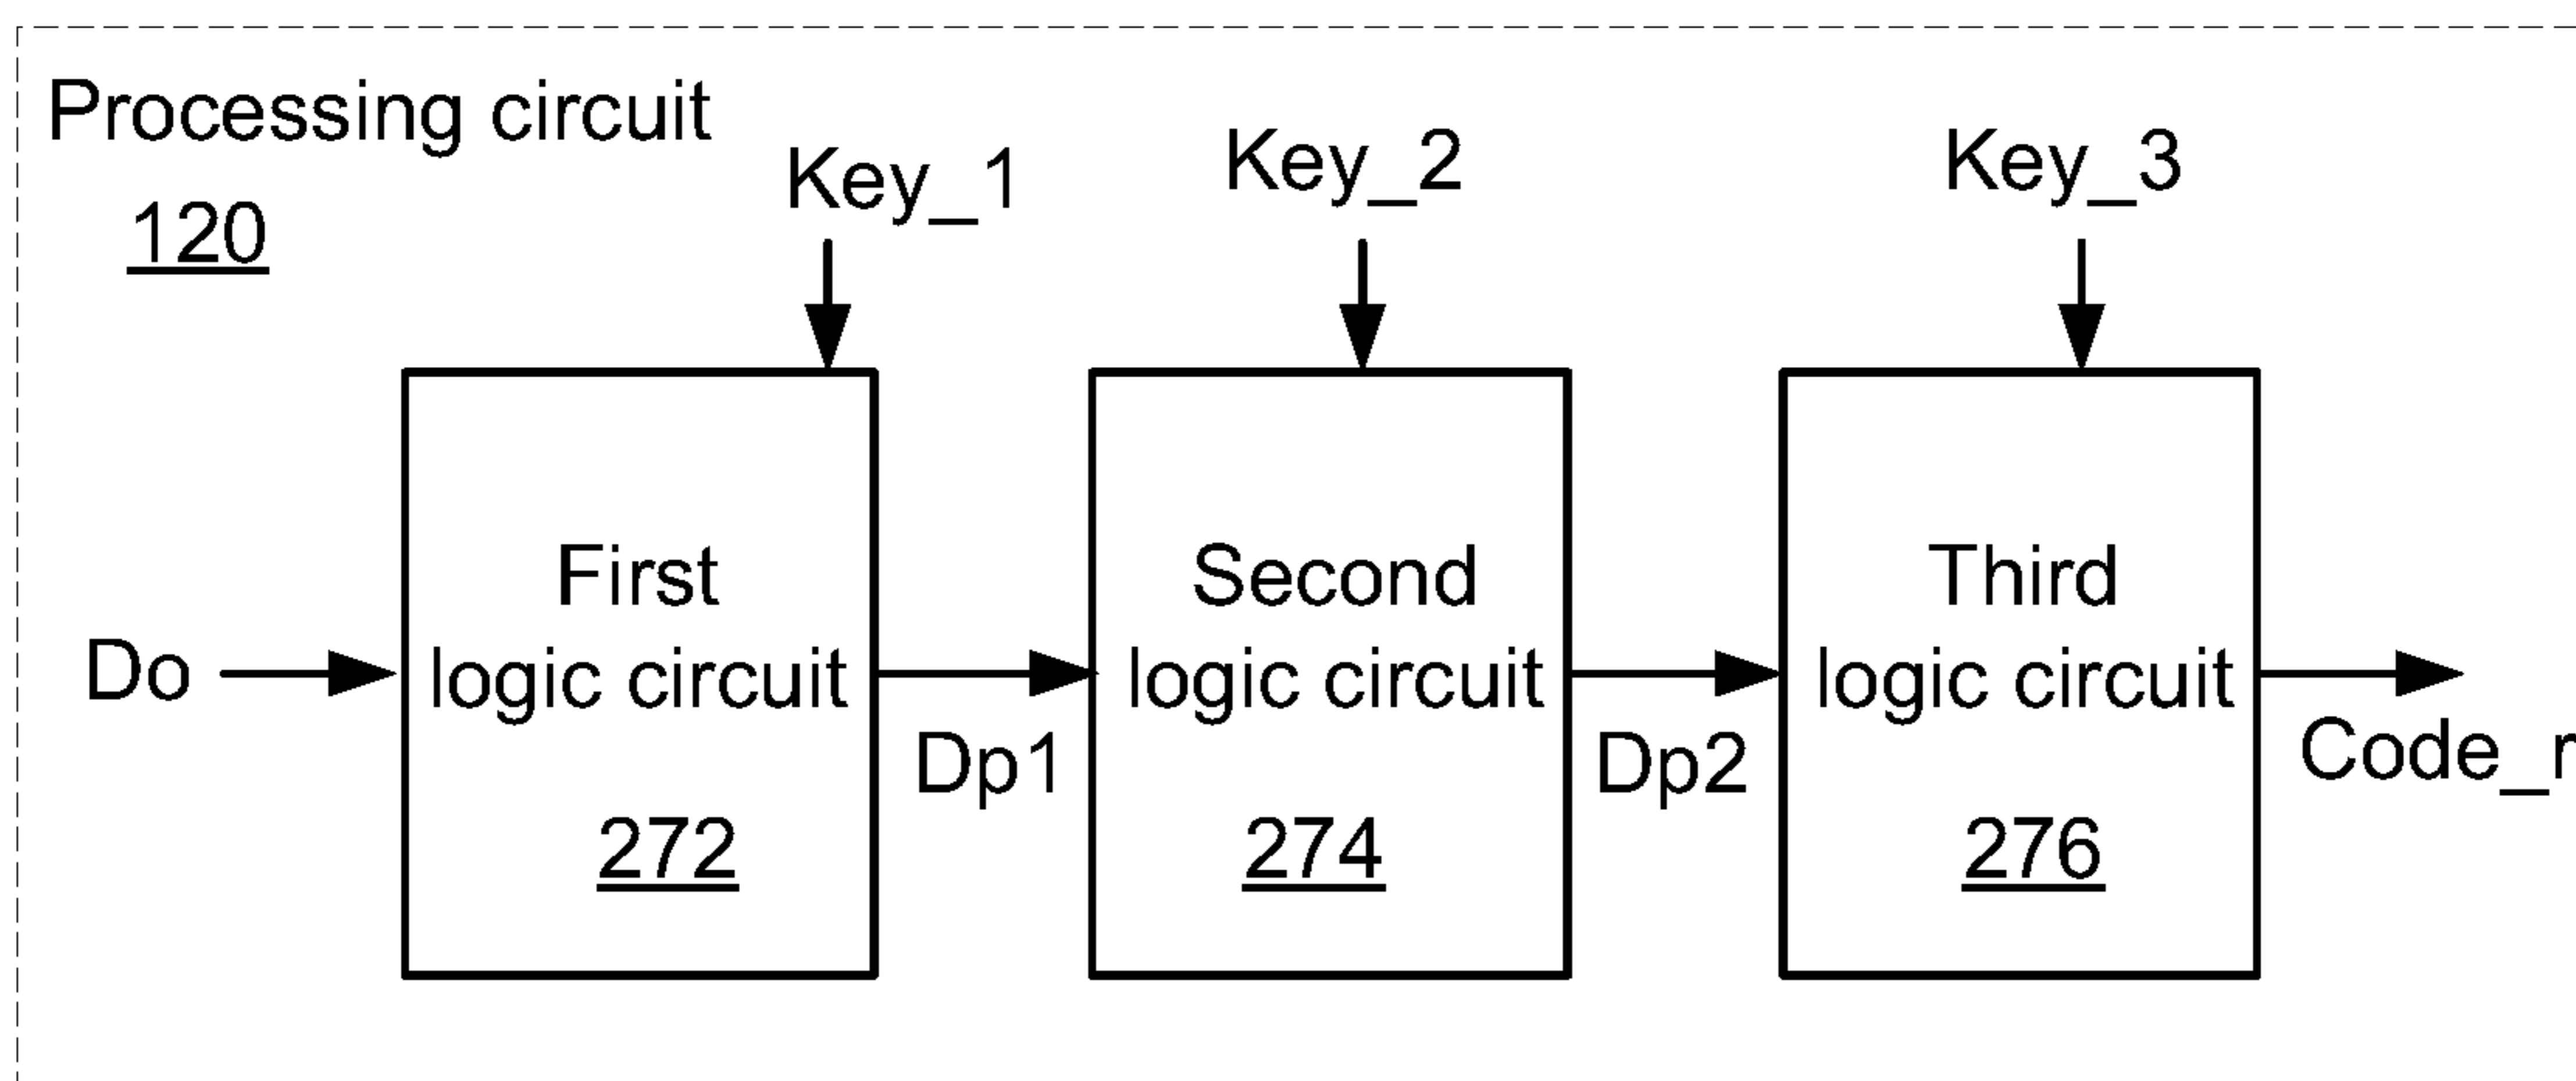 Processing circuit
120
Key_1
Key_2
Key_3
Do
First
logic circuit
272
Dp1
Second
logic circuit
274
Dp2
Third
logic circuit
276
Code_r